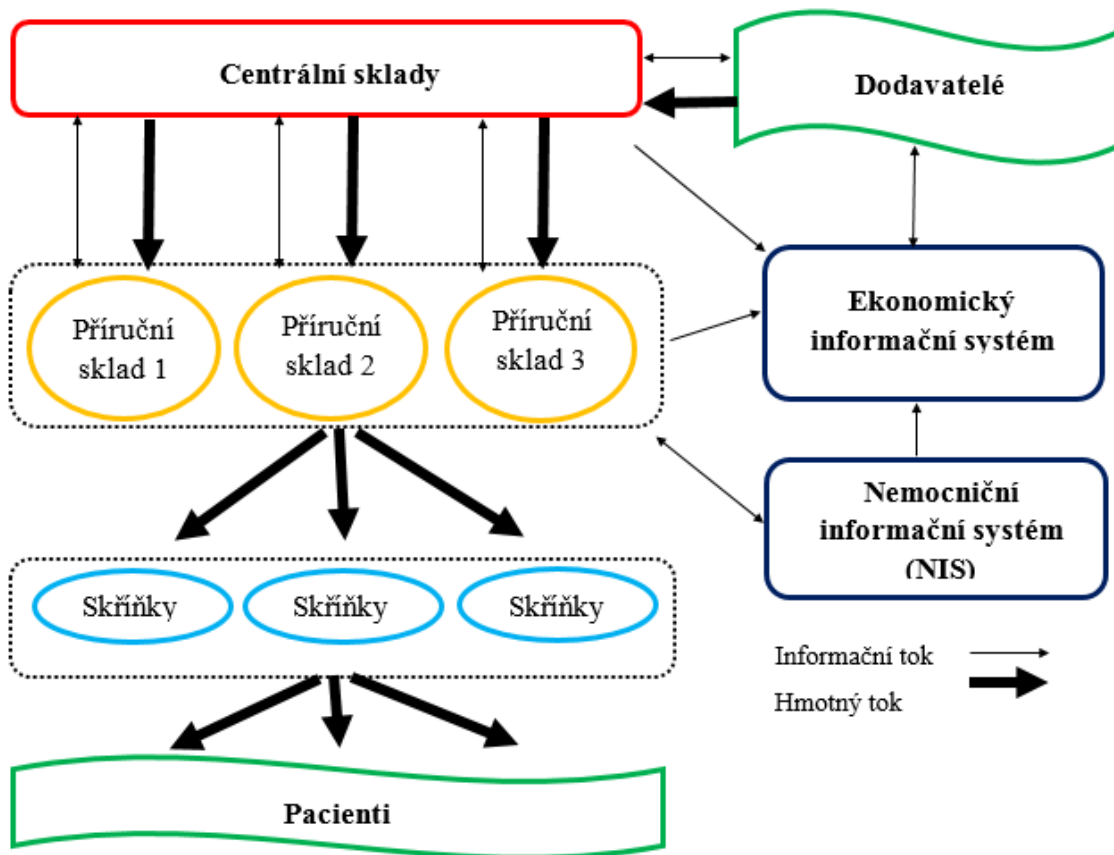 Centrální sklady
Dodavatelé
Příruční
sklad 1
Příruční
sklad 2
Příruční
sklad 3
Ekonomický
informační systém
Nemocniční
informační systém
(NIS)
Skříňky
Skříňky
Skříňky
Informační tok
Hmotný tok
Pacienti